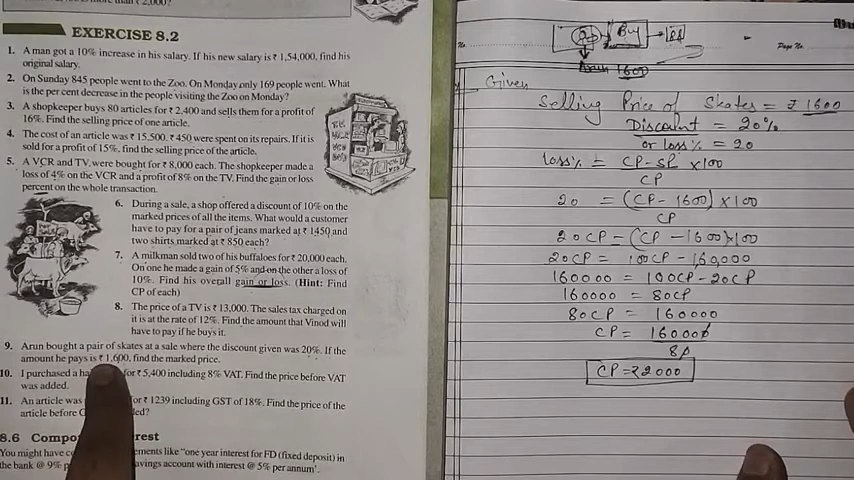 EXERCISE 8.2
1. A man got a 10% increase in his salary. If his new salary is ₹ 1,54,000, find his
original salary.
2. On Sunday 845 people went to the Zoo. On Monday only 169 people went. What
is the per cent decrease in the people visiting the Zoo on Monday?
3. A shopkeeper buys 80 articles for ₹ 2,400 and sells them for a profit of
16%. Find the selling price of one article.
4. The cost of an article was ₹ 15,500. ₹ 450 were spent on its repairs. If it is
sold for a profit of 15%, find the selling price of the article.
5. A VCR and TV were bought for ₹ 8,000 each. The shopkeeper made a
loss of 4% on the VCR and a profit of 8% on the TV. Find the gain or loss
percent on the whole transaction.
6. During a sale, a shop offered a discount of 10% on the
marked prices of all the items. What would a customer
have to pay for a pair of jeans marked at ₹ 1450 and
two shirts marked at ₹ 850 each?
7. A milkman sold two of his buffaloes for ₹ 20,000 each.
On one he made a gain of 5% and on the other a loss of
10%. Find his overall gain or loss. (Hint: Find
CP of each)
8. The price of a TV is ₹ 13,000. The sales tax charged on
it is at the rate of 12%. Find the amount that Vinod will
have to pay if he buys it.
9. Arun bought a pair of skates at a sale where the discount given was 20%. If the
amount he pays is ₹ 1,600, find the marked price.
10. I purchased a for ₹ 5,400 including 8% VAT. Find the price before VAT
was added.
11. An article was for ₹ 1239 including GST of 18%. Find the price of the
article before
8.6
You might have ements like "one year interest for FD (fixed deposit) in
the bank @ 9% avings account with interest @ 5% per annum'.
Buy
1600
No.
Page No.
Given
Selling Price of Skates = ₹ 1600
Discount = 20%
or loss% = 20
loss% = CP-SP ×100
CP
20 = (CP - 1600) ×100
CP
20CP = (CP - 1600)×100
20CP = 100CP - 160,000
160000 = 100CP - 20CP
160000 = 80CP
80CP = 160000
CP = 160000
80
CP = ₹2000